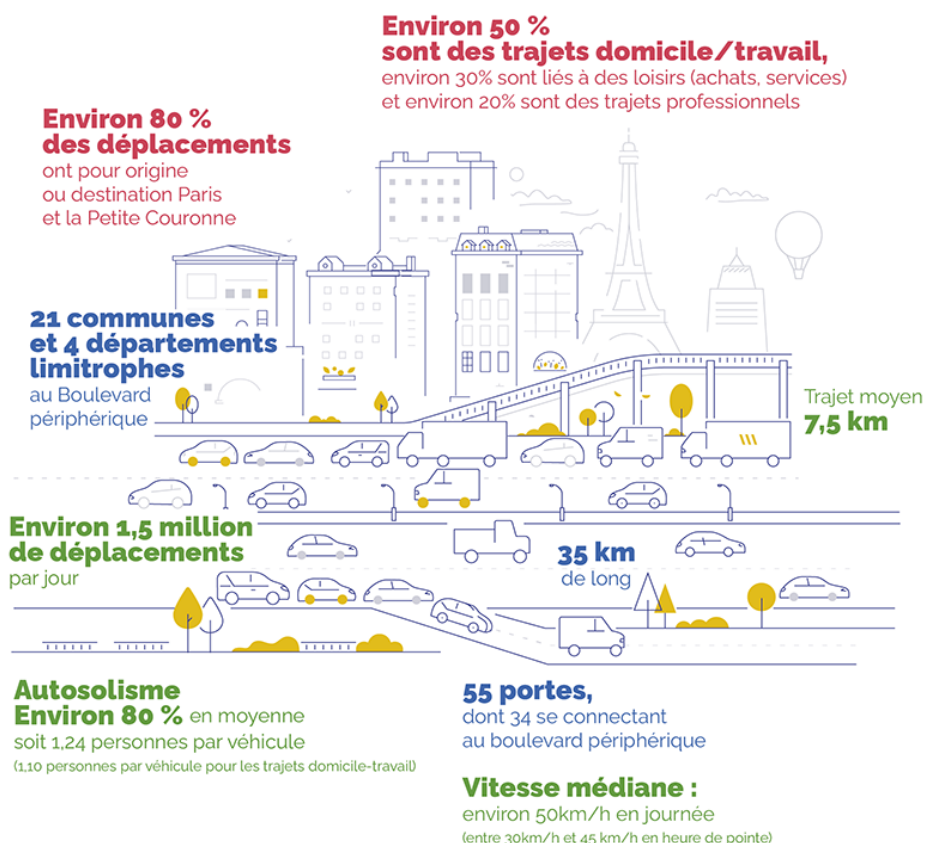 Environ 50 %
sont des trajets domicile/travail,
environ 30% sont liés à des loisirs (achats, services)
et environ 20% sont des trajets professionnels
Environ 80 %
des déplacements
ont pour origine
ou destination Paris
et la Petite Couronne
21 communes
et 4 départements
limitrophes
au Boulevard
périphérique
Trajet moyen
7,5 km
Environ 1,5 million
de déplacements
par jour
35 km
de long
Autosolisme
Environ 80 % en moyenne
soit 1,24 personnes par véhicule
(1,10 personnes par véhicule pour les trajets domicile-travail)
55 portes,
dont 34 se connectant
au boulevard périphérique
Vitesse médiane :
environ 50km/h en journée
(entre 30km/h et 45 km/h en heure de pointe)